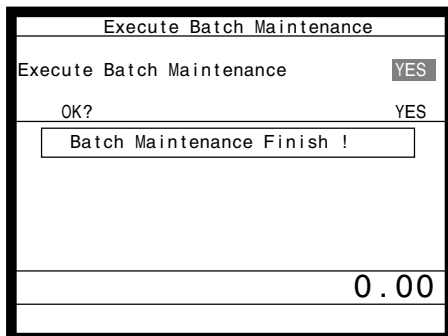 Execute Batch Maintenance
Execute Batch Maintenance YES
OK? YES
Batch Maintenance Finish !
0.00